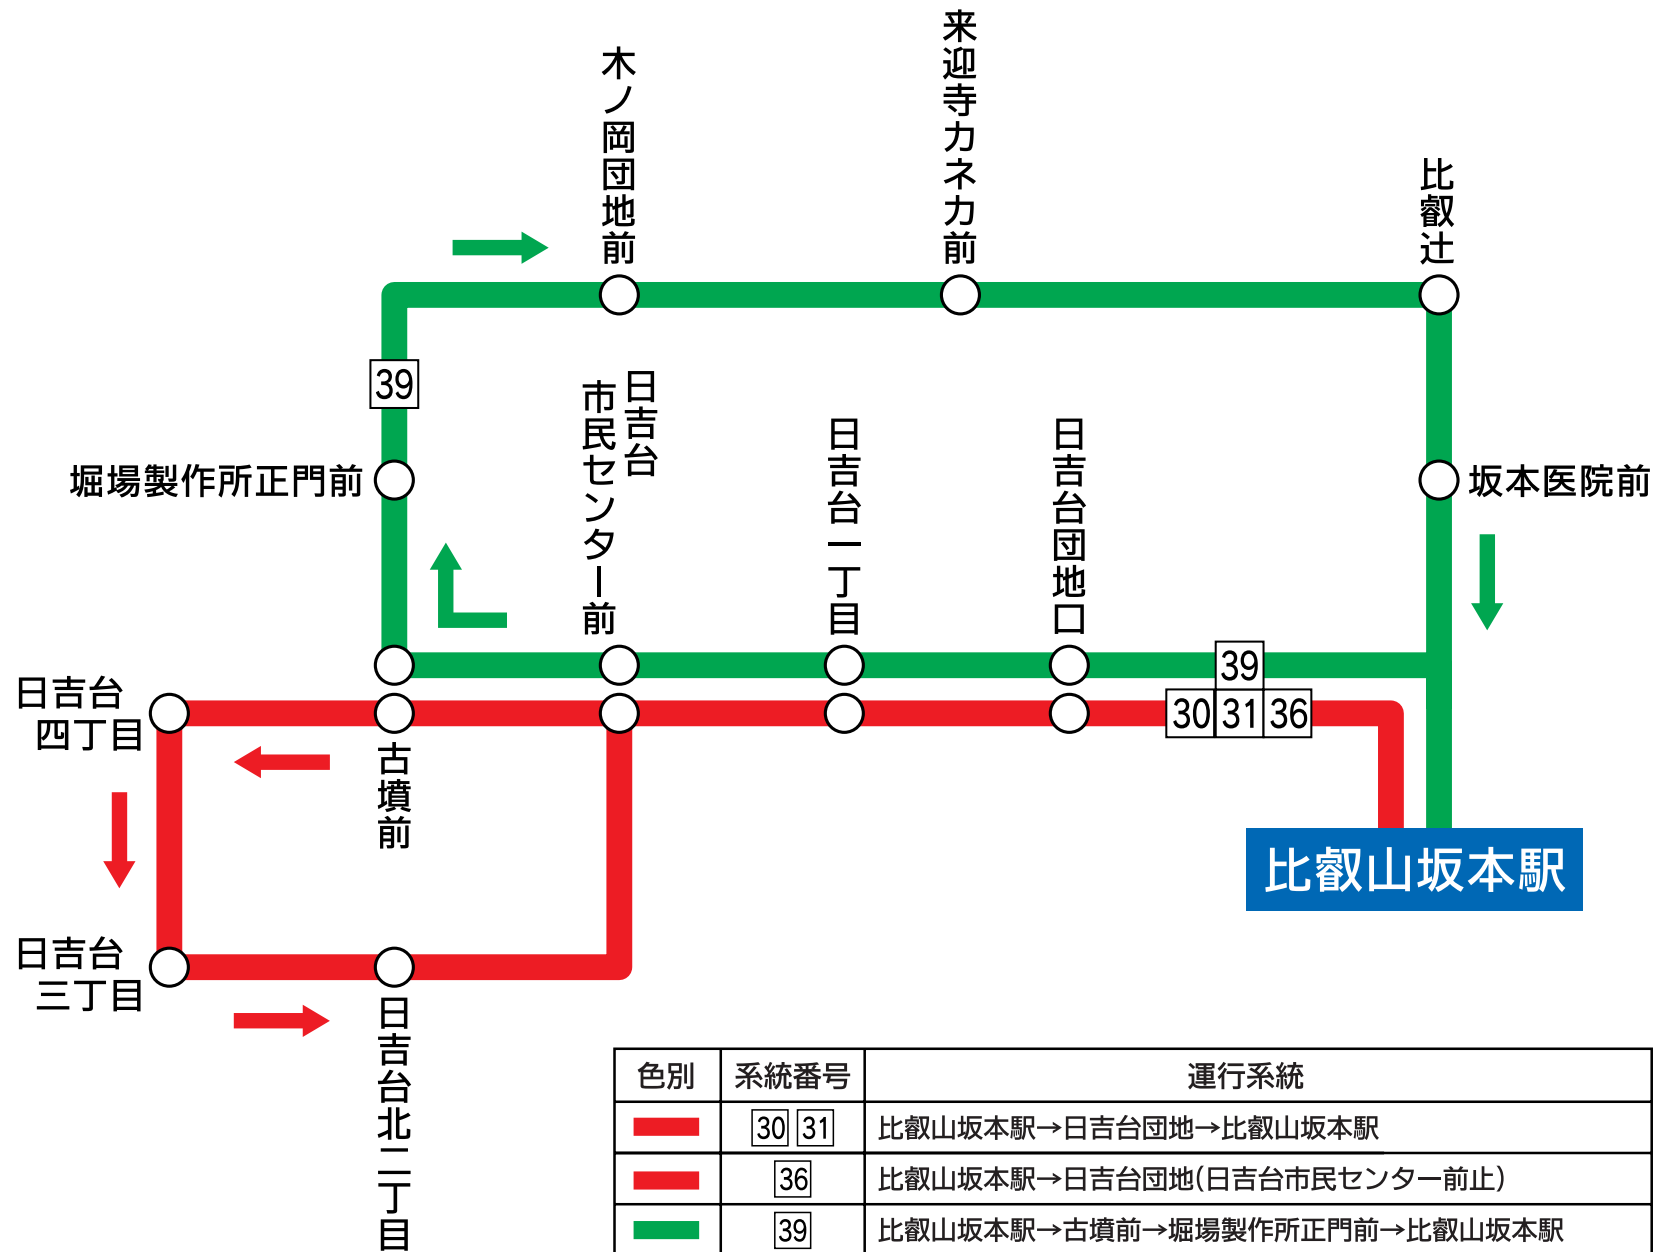 木ノ岡団地前
来迎寺カネカ前
比叡辻
39
堀場製作所正門前
日吉台
市民センター前
日吉台一丁目
日吉台団地口
坂本医院前
39
30 31 36
日吉台
四丁目
古墳前
比叡山坂本駅
日吉台
三丁目
日吉台北二丁目
色別 系統番号 運行系統
30 31 比叡山坂本駅→日吉台団地→比叡山坂本駅
36 比叡山坂本駅→日吉台団地(日吉台市民センター前止)
39 比叡山坂本駅→古墳前→堀場製作所正門前→比叡山坂本駅